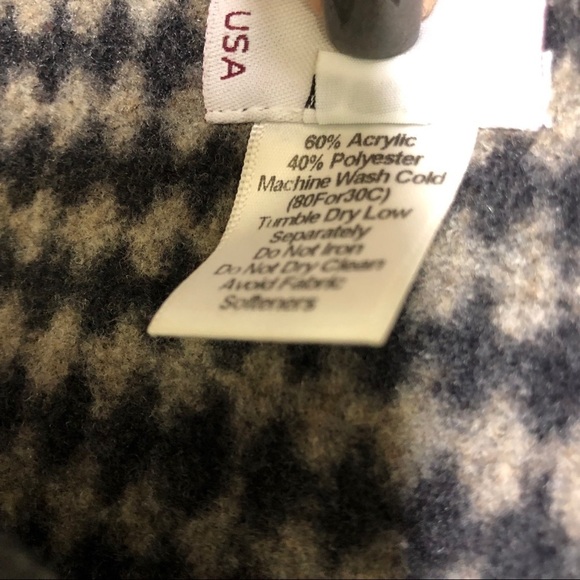 USA
60% Acrylic
40% Polyester
Machine Wash Cold
(80For30C)
Tumble Dry Low
Separately
Do Not Iron
Do Not Dry Clean
Avoid Fabric
Softeners